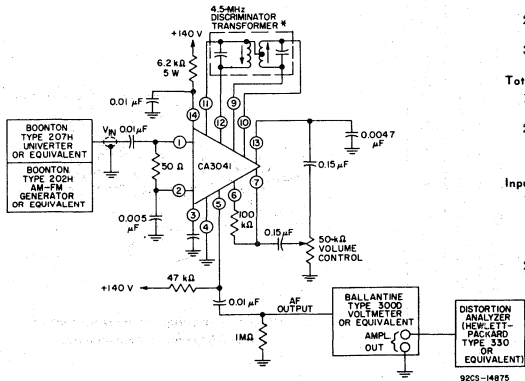 4.5-MHz
DISCRIMINATOR
TRANSFORMER *
+140 V
6.2 kΩ
5 W
0.01 µF
11
12
9
10
14
13
BOONTON
TYPE 207H
UNIVERTER
OR EQUIVALENT
BOONTON
TYPE 202H
AM-FM
GENERATOR
OR EQUIVALENT
VIN
0.01 µF
1
50 Ω
2
0.005
µF
CA3041
3
4
5
6
7
100
kΩ
0.15 µF
0.0047
µF
0.15 µF
50-kΩ
VOLUME
CONTROL
+140 V
47 kΩ
0.01 µF
AF
OUTPUT
1MΩ
BALLANTINE
TYPE 300D
VOLTMETER
OR EQUIVALENT
AMPL.
OUT
DISTORTION
ANALYZER
(HEWLETT-
PACKARD
TYPE 330
OR
EQUIVALENT)
92CS-14875
Tot
Inpu